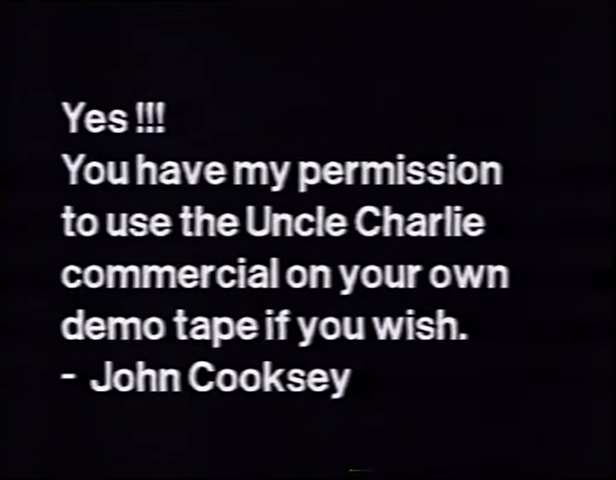 Yes !!!
You have my permission
to use the Uncle Charlie
commercial on your own
demo tape if you wish.
- John Cooksey